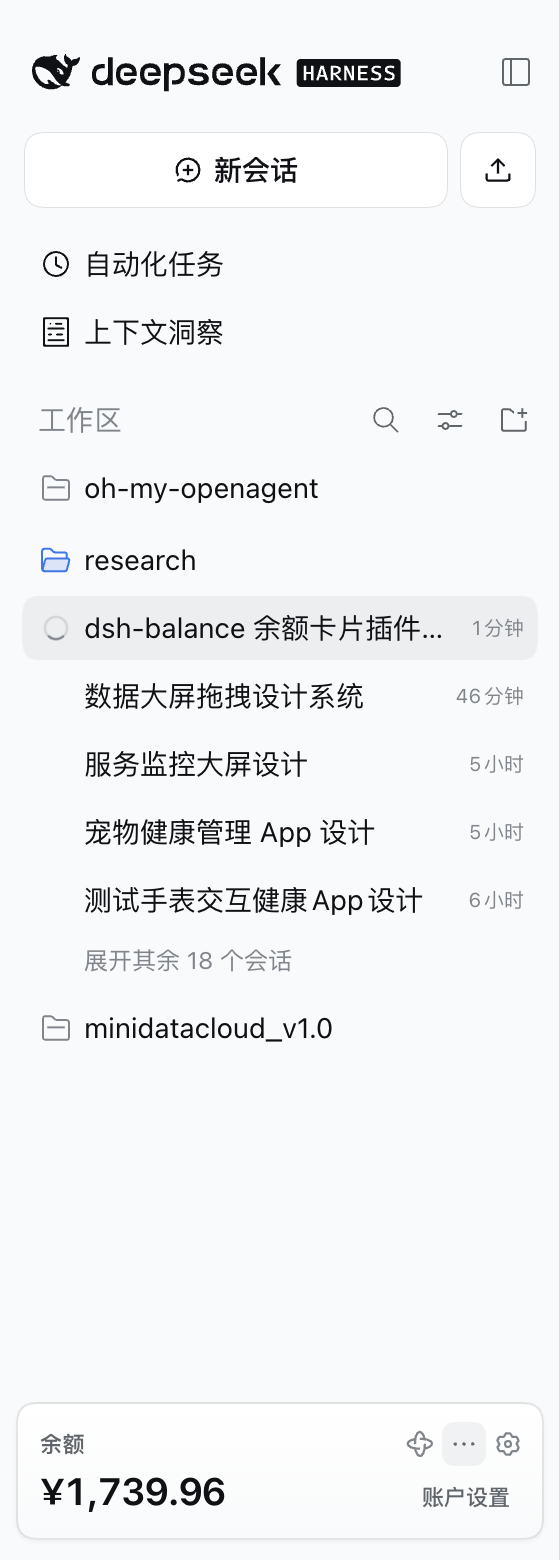 deepseek HARNESS
新会话
自动化任务
上下文洞察
工作区
oh-my-openagent
research
dsh-balance 余额卡片插件... 1分钟
数据大屏拖拽设计系统 46分钟
服务监控大屏设计 5小时
宠物健康管理 App 设计 5小时
测试手表交互健康App设计 6小时
展开其余 18 个会话
minidatacloud_v1.0
余额
¥1,739.96 账户设置